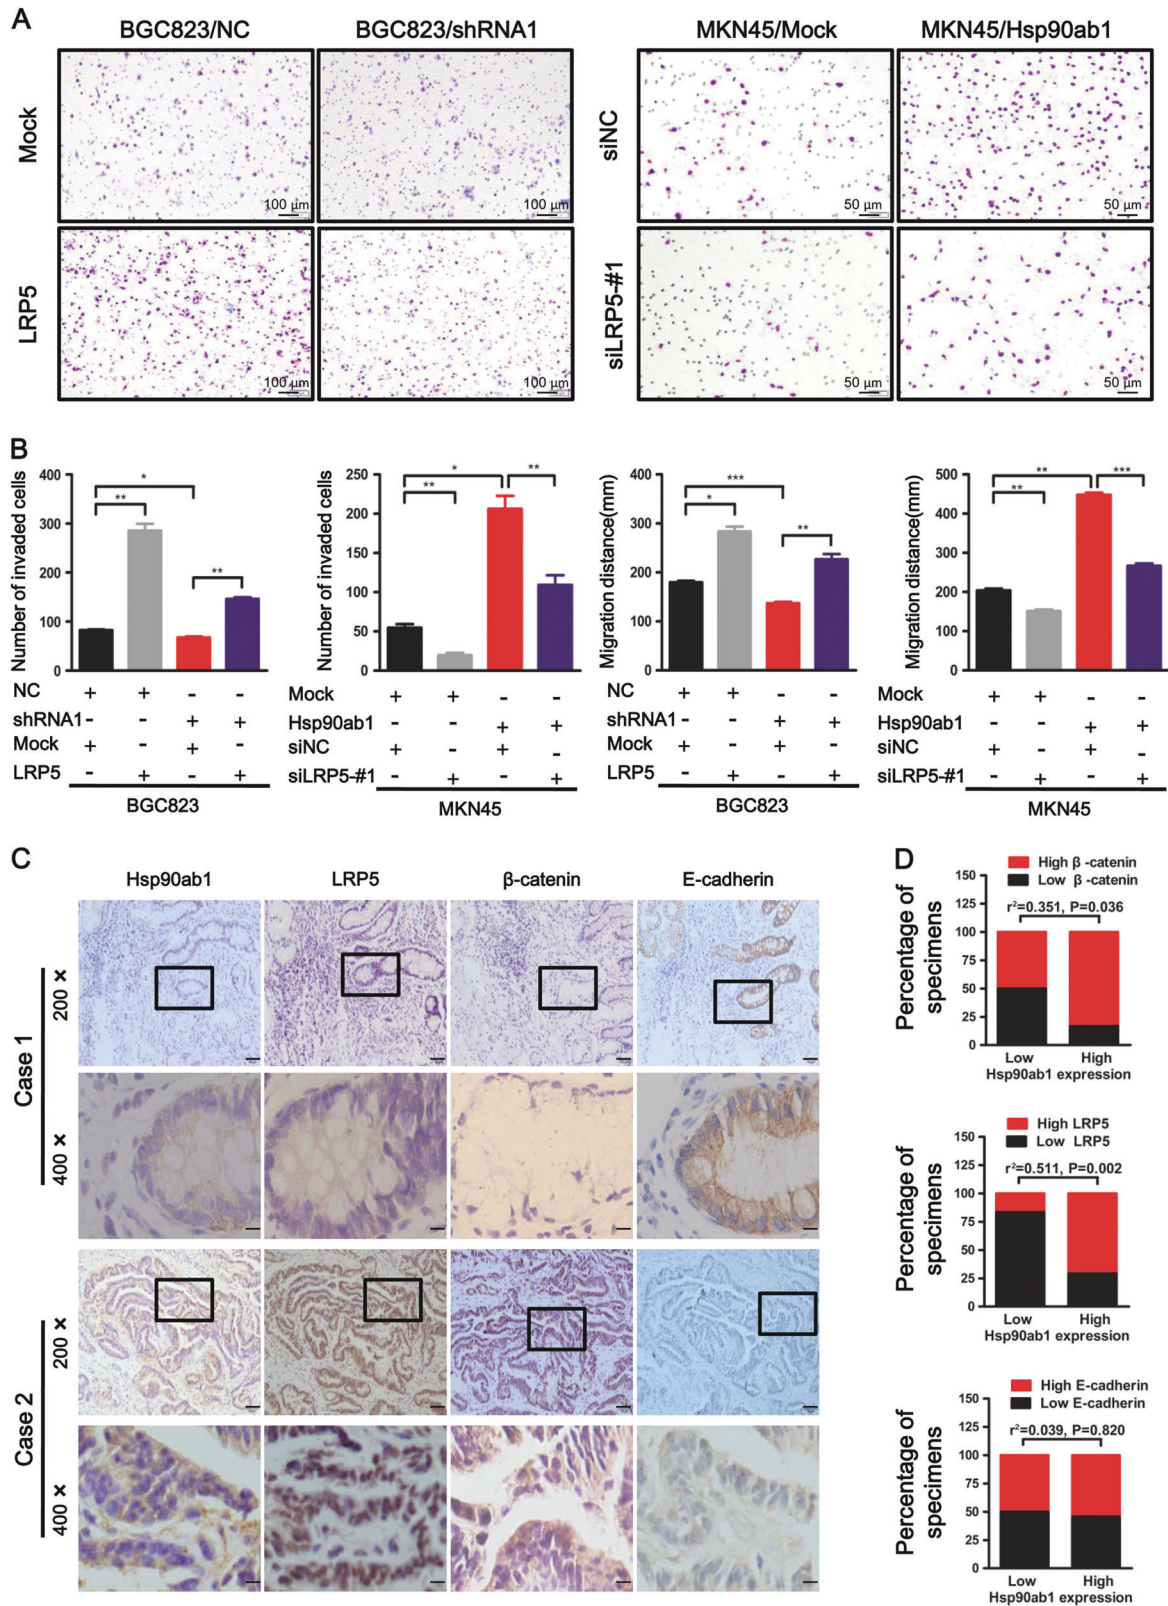 A
BGC823/NC
BGC823/shRNA1
MKN45/Mock
MKN45/Hsp90ab1
Mock
100 µm
100 µm
siNC
50 µm
50 µm
LRP5
100 µm
100 µm
siLRP5-#1
50 µm
50 µm
B
Number of invaded cells
400
300
200
100
0
*
**
**
NC + + - -
shRNA1 - - + +
Mock + - + -
LRP5 - + - +
BGC823
Number of invaded cells
250
200
150
100
50
0
*
**
**
Mock + + - -
Hsp90ab1 - - + +
siNC + - + -
siLRP5-#1 - + - +
MKN45
Migration distance(mm)
400
300
200
100
0
***
*
**
NC + + - -
shRNA1 - - + +
Mock + - + -
LRP5 - + - +
BGC823
Migration distance(mm)
500
400
300
200
100
0
**
**
***
Mock + + - -
Hsp90ab1 - - + +
siNC + - + -
siLRP5-#1 - + - +
MKN45
C
Hsp90ab1
LRP5
β-catenin
E-cadherin
Case 1
200 ×
400 ×
Case 2
200 ×
400 ×
D
High β -catenin
Low β -catenin
Percentage of
specimens
150
125
100
75
50
25
0
r²=0.351, P=0.036
Low High
Hsp90ab1 expression
High LRP5
Low LRP5
Percentage of
specimens
150
125
100
75
50
25
0
r²=0.511, P=0.002
Low High
Hsp90ab1 expression
High E-cadherin
Low E-cadherin
Percentage of
specimens
150
125
100
75
50
25
0
r²=0.039, P=0.820
Low High
Hsp90ab1 expression